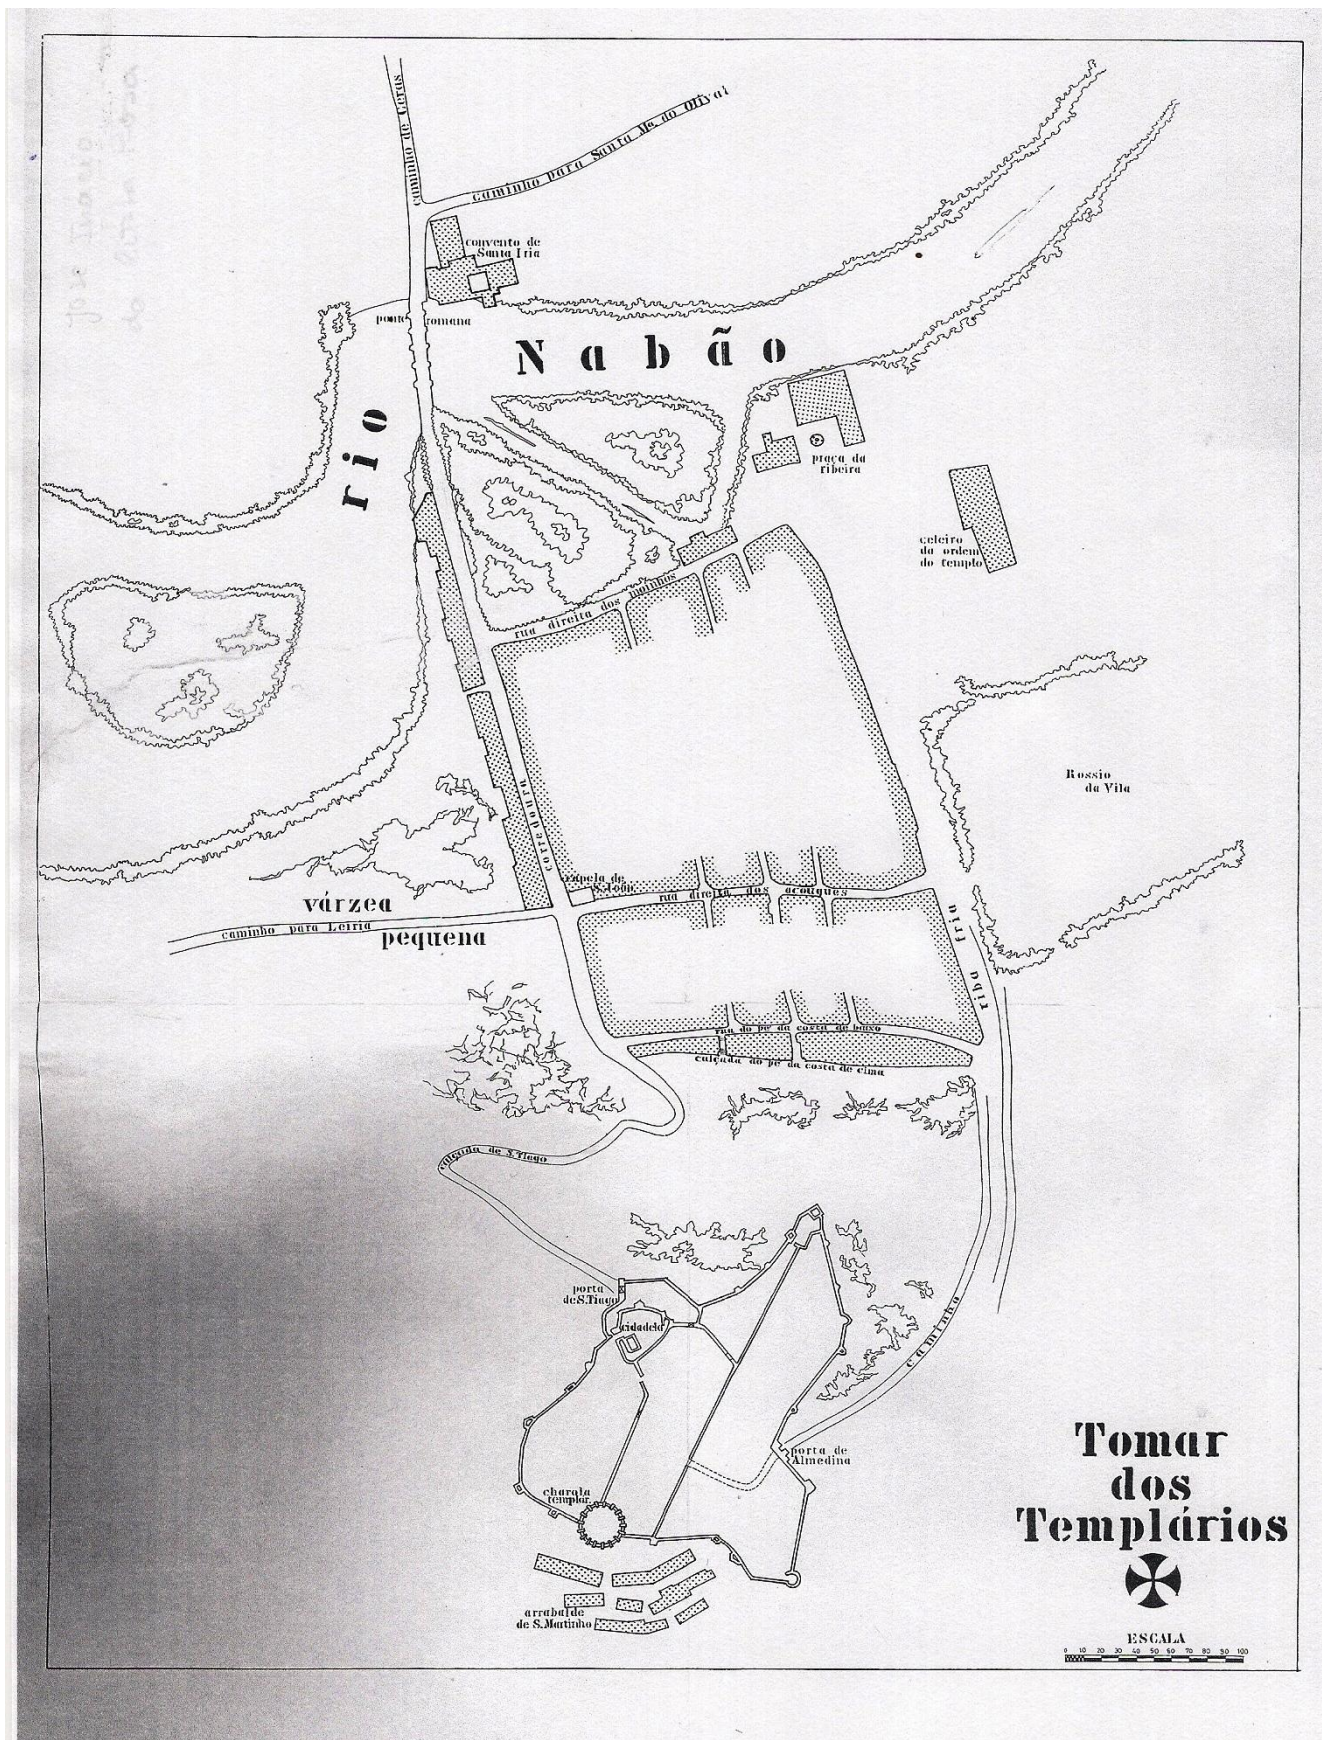 caminho de Ceras
caminho para Santa Mª. do Olival
convento de
Santa Iria
ponte romana
rio
Nabão
praça da
ribeira
celeiro
da ordem
do templo
rua direita dos moinhos
Rossio
da Vila
corredoura
capela de
S. João
rua direita dos açougues
várzea
caminho para Leiria
pequena
riba fria
rua do pé da costa de baixo
calçada do pé da costa de cima
calçada de S. Tiago
porta
de S. Tiago
cidadela
caminho
porta de
Almedina
charola
templar
arrabalde
de S. Martinho
Tomar
dos
Templários
ESCALA
0 10 20 30 40 50 60 70 80 90 100